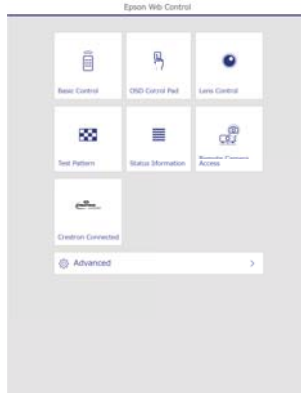 Epson Web Control
Basic Control
OSD Control Pad
Lens Control
Test Pattern
Status Information
Remote Camera
Access
Crestron Connected
Advanced